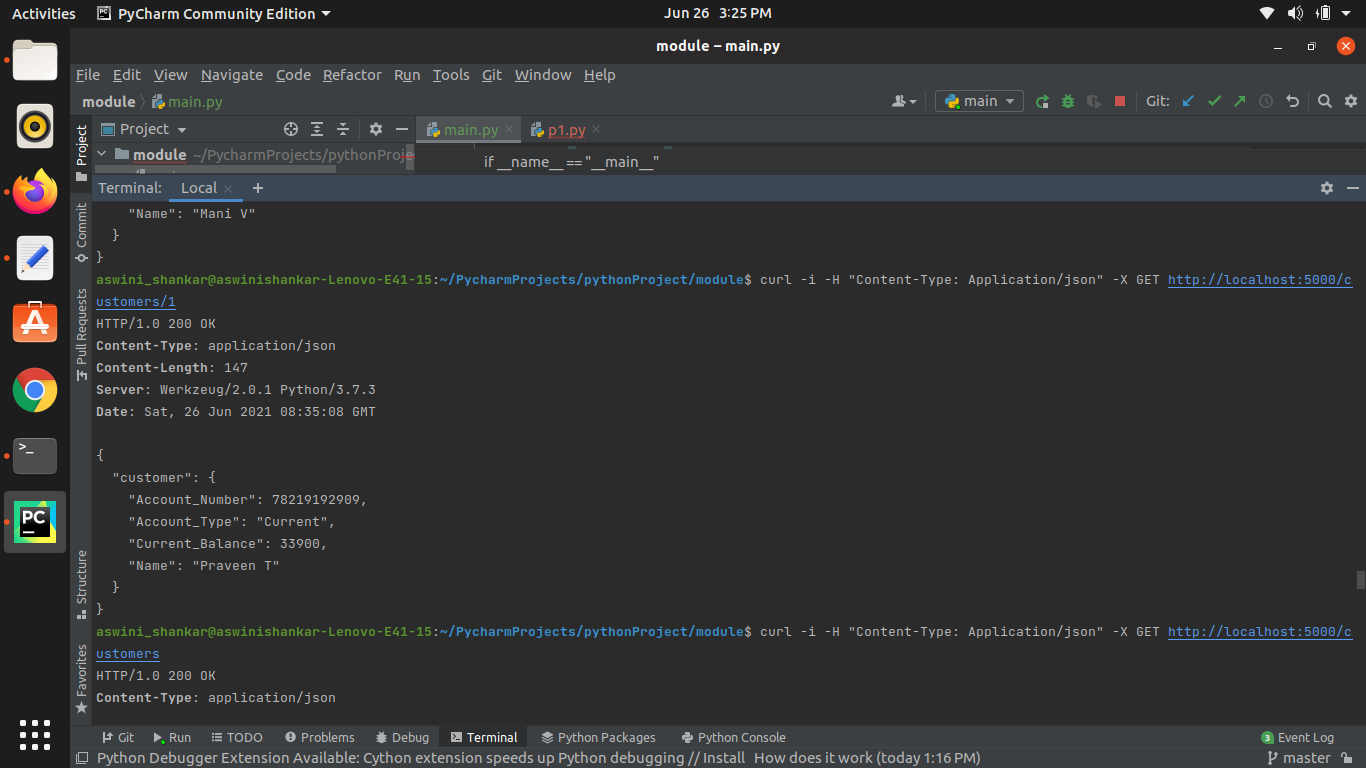 Activities PyCharm Community Edition Jun 26 3:25 PM
module – main.py
File Edit View Navigate Code Refactor Run Tools Git Window Help
module main.py main Git:
Project main.py p1.py
module ~/PycharmProjects/pythonProje if __name__ == "__main__"
Terminal: Local
"Name": "Mani V"
}
}
aswini_shankar@aswinishankar-Lenovo-E41-15:~/PycharmProjects/pythonProject/module$ curl -i -H "Content-Type: Application/json" -X GET http://localhost:5000/c
ustomers/1
HTTP/1.0 200 OK
Content-Type: application/json
Content-Length: 147
Server: Werkzeug/2.0.1 Python/3.7.3
Date: Sat, 26 Jun 2021 08:35:08 GMT
{
"customer": {
"Account_Number": 78219192909,
"Account_Type": "Current",
"Current_Balance": 33900,
"Name": "Praveen T"
}
}
aswini_shankar@aswinishankar-Lenovo-E41-15:~/PycharmProjects/pythonProject/module$ curl -i -H "Content-Type: Application/json" -X GET http://localhost:5000/c
ustomers
HTTP/1.0 200 OK
Content-Type: application/json
Project
Commit
Pull Requests
Structure
Favorites
PC
Git Run TODO Problems Debug Terminal Python Packages Python Console 3 Event Log
Python Debugger Extension Available: Cython extension speeds up Python debugging // Install How does it work (today 1:16 PM) master